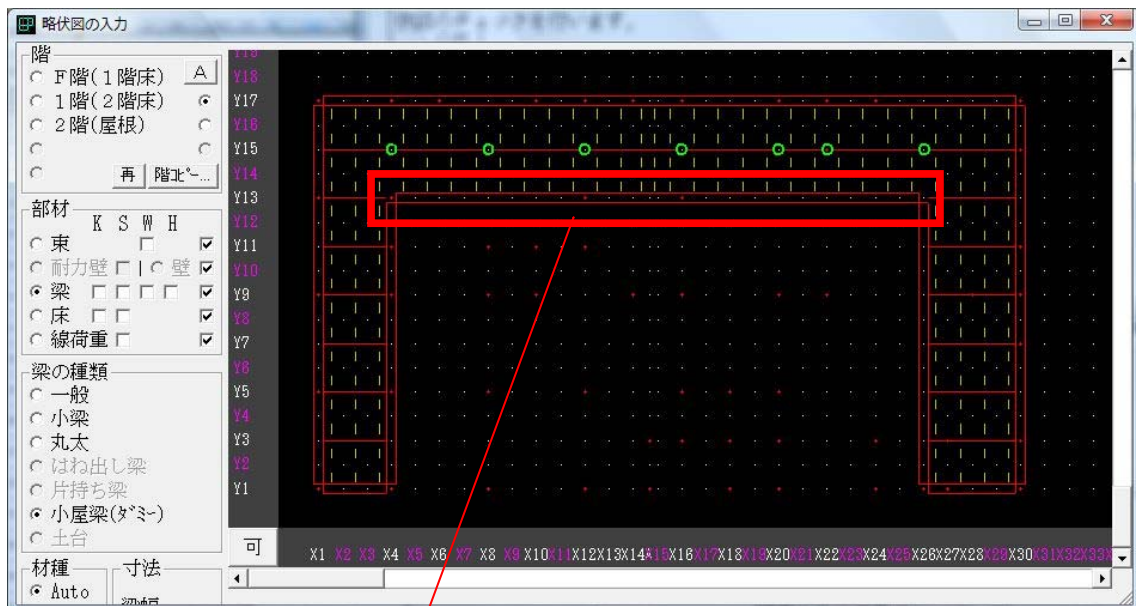 略伏図の入力
階
F階(1階床) A
1階(2階床)
2階(屋根)
再 階ｺﾋﾟｰ...
部材
K S W H
束
耐力壁 | 壁
梁
床
線荷重
梁の種類
一般
小梁
丸太
はね出し梁
片持ち梁
小屋梁(ﾀﾞﾐｰ)
土台
材種 寸法
Auto 梁幅
Y18
Y17
Y16
Y15
Y14
Y13
Y12
Y11
Y10
Y9
Y8
Y7
Y6
Y5
Y4
Y3
Y2
Y1
可
X1 X2 X3 X4 X5 X6 X7 X8 X9 X10 X11 X12 X13 X14 X15 X16 X17 X18 X19 X20 X21 X22 X23 X24 X25 X26 X27 X28 X29 X30 X31 X32 X33